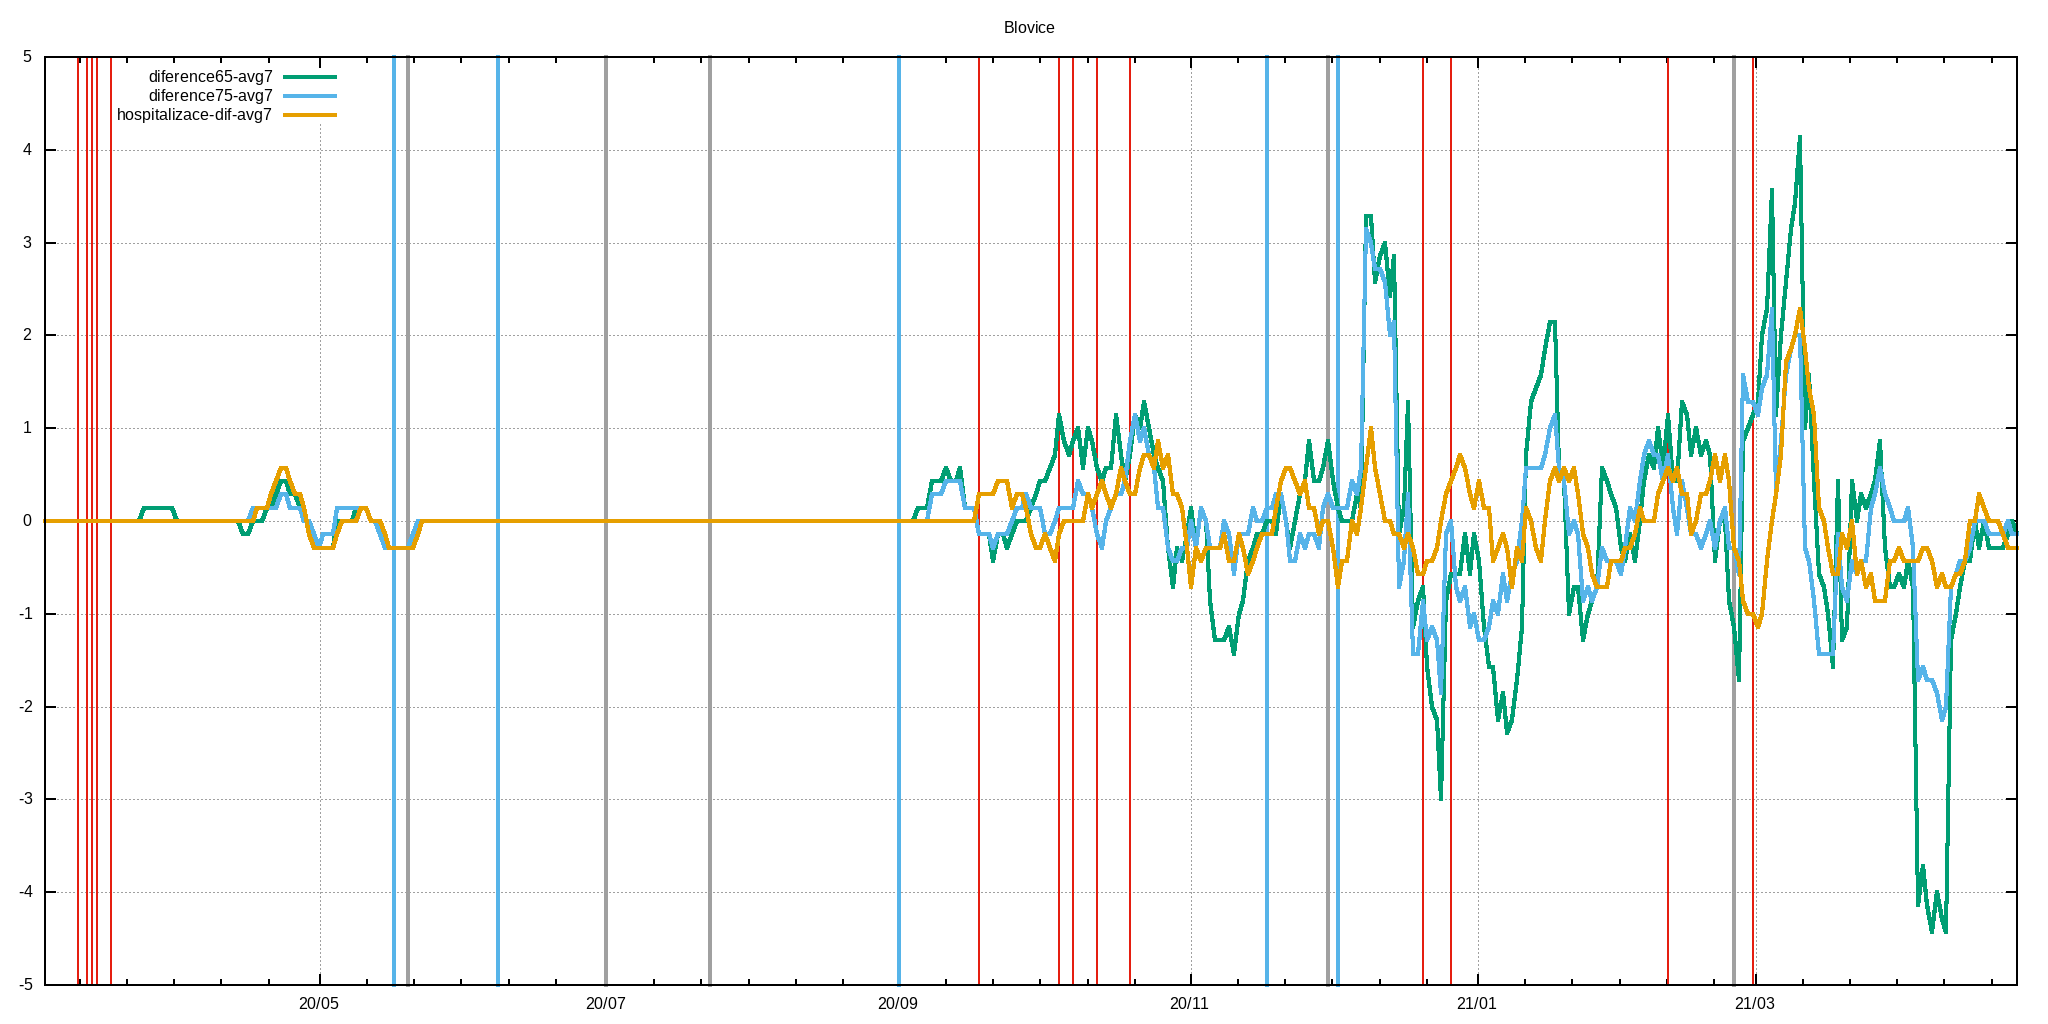 Blovice
diference65-avg7
diference75-avg7
hospitalizace-dif-avg7
5
4
3
2
1
0
-1
-2
-3
-4
-5
20/05 20/07 20/09 20/11 21/01 21/03